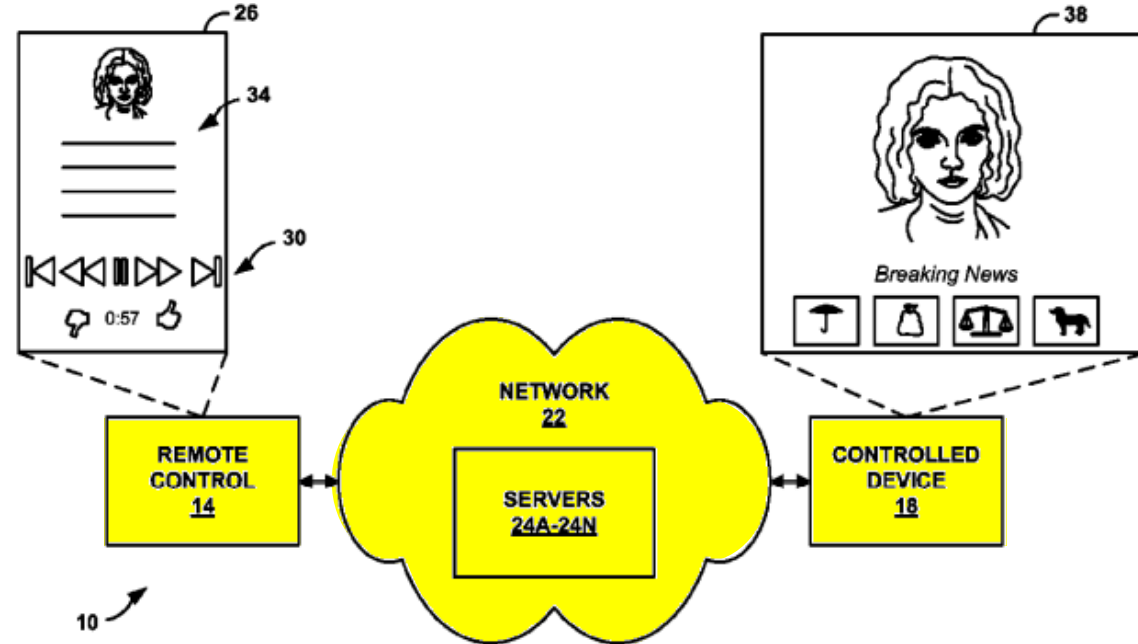 26
34
30
0:57
38
Breaking News
NETWORK
22
SERVERS
24A-24N
REMOTE
CONTROL
14
CONTROLLED
DEVICE
18
10